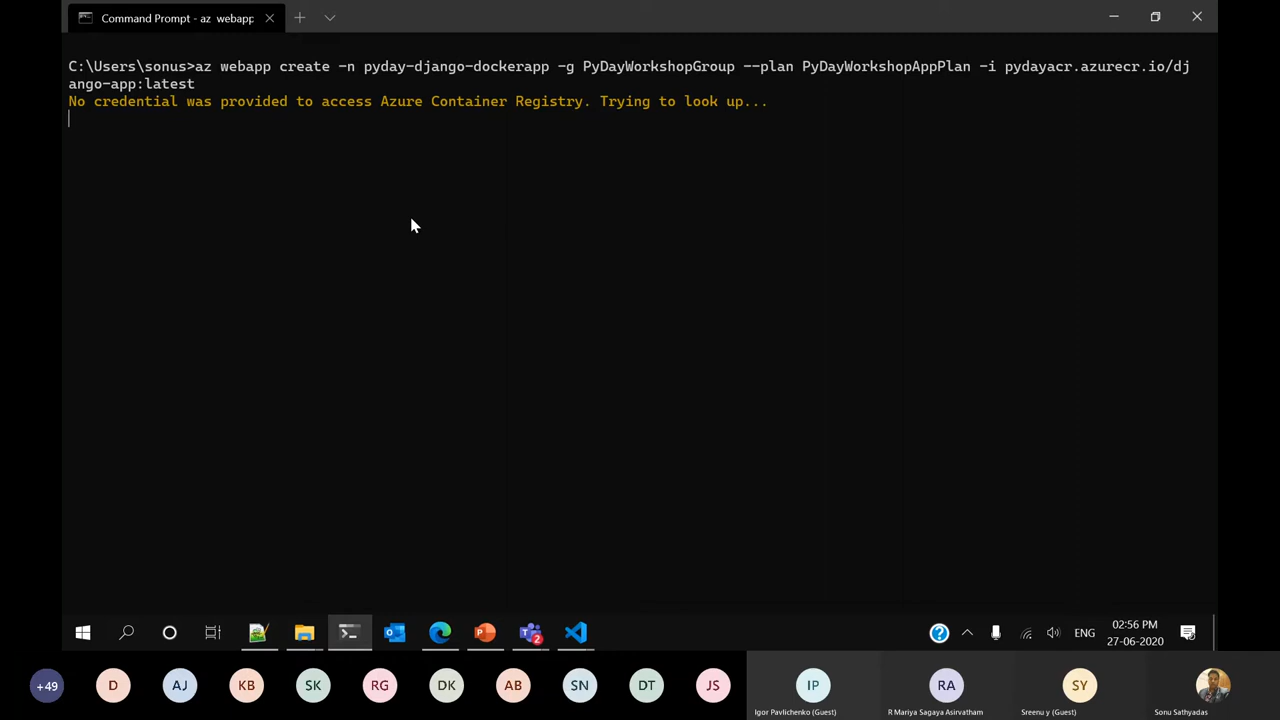 Command Prompt - az webapp
C:\Users\sonus>az webapp create -n pyday-django-dockerapp -g PyDayWorkshopGroup --plan PyDayWorkshopAppPlan -i pydayacr.azurecr.io/dj
ango-app:latest
No credential was provided to access Azure Container Registry. Trying to look up...
2
ENG
02:56 PM
27-06-2020
+49
D
AJ
KB
SK
RG
DK
AB
SN
DT
JS
IP
RA
SY
Igor Pavlichenko (Guest)
R Mariya Sagaya Asirvatham
Sreenu y (Guest)
Sonu Sathyadas